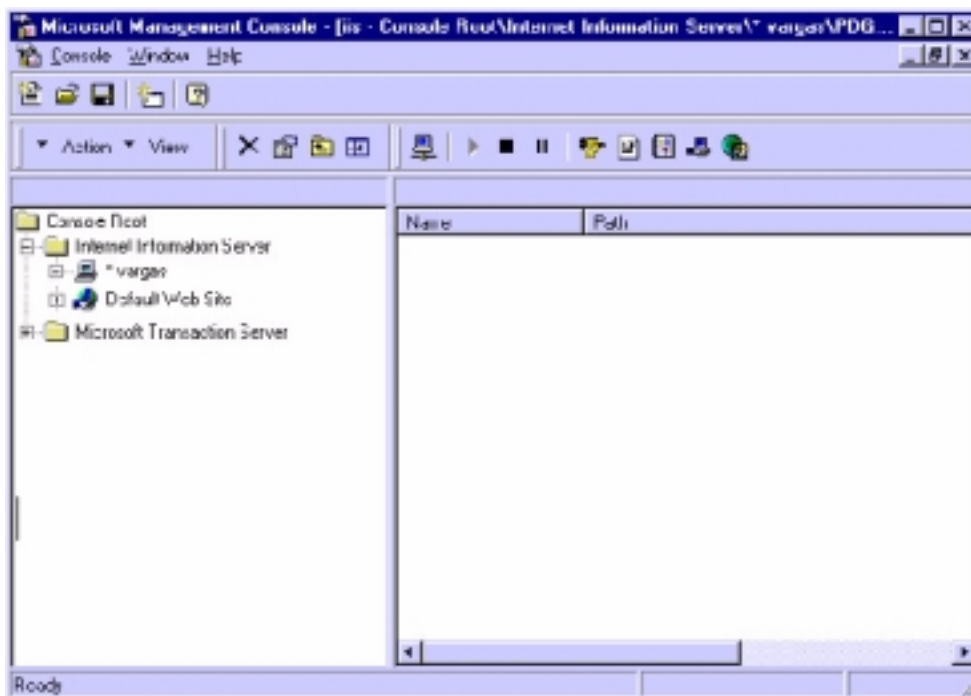 Microsoft Management Console - [iis - Console Root\Internet Information Server\* vargas\PDG...
Console Window Help
Action View
Name Path
Console Root
Internet Information Server
* vargas
Default Web Site
Microsoft Transaction Server
Ready